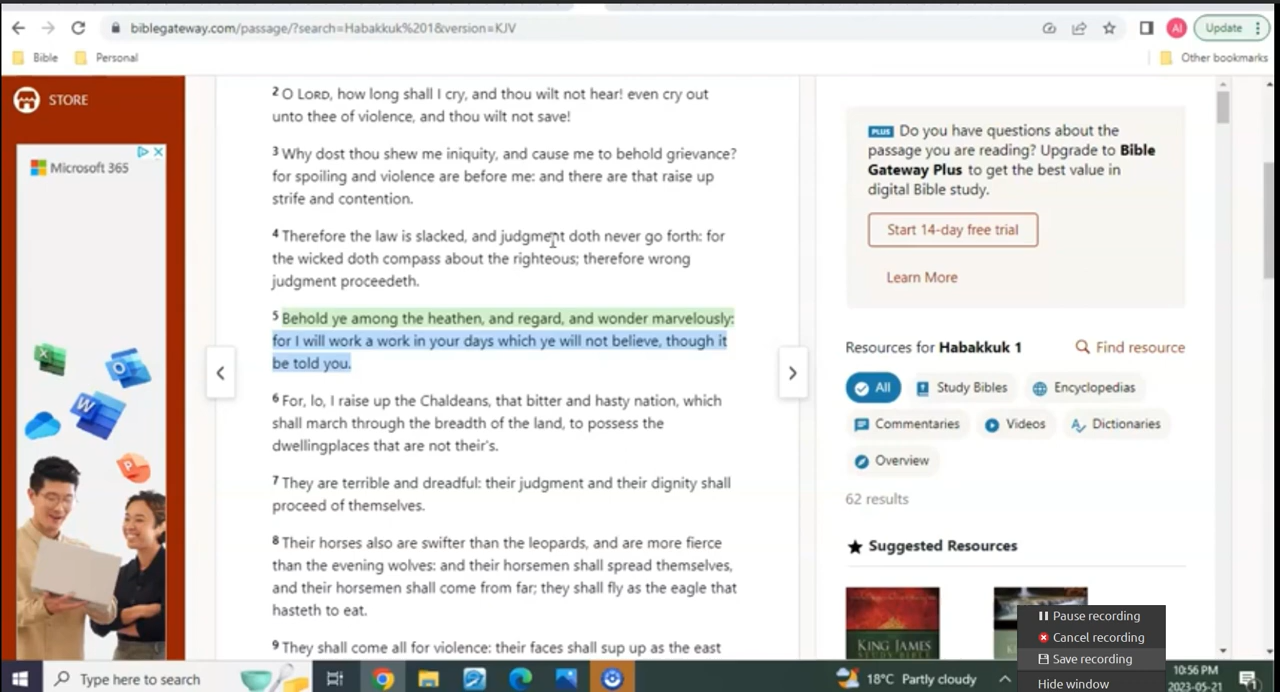 biblegateway.com/passage/?search=Habakkuk%201&version=KJV
AI
Update
Bible
Personal
Other bookmarks
STORE
Microsoft 365
2 O LORD, how long shall I cry, and thou wilt not hear! even cry out
unto thee of violence, and thou wilt not save!
3 Why dost thou shew me iniquity, and cause me to behold grievance?
for spoiling and violence are before me: and there are that raise up
strife and contention.
4 Therefore the law is slacked, and judgment doth never go forth: for
the wicked doth compass about the righteous; therefore wrong
judgment proceedeth.
5 Behold ye among the heathen, and regard, and wonder marvelously:
for I will work a work in your days which ye will not believe, though it
be told you.
6 For, lo, I raise up the Chaldeans, that bitter and hasty nation, which
shall march through the breadth of the land, to possess the
dwellingplaces that are not their's.
7 They are terrible and dreadful: their judgment and their dignity shall
proceed of themselves.
8 Their horses also are swifter than the leopards, and are more fierce
than the evening wolves: and their horsemen shall spread themselves,
and their horsemen shall come from far; they shall fly as the eagle that
hasteth to eat.
9 They shall come all for violence: their faces shall sup up as the east
PLUS Do you have questions about the
passage you are reading? Upgrade to Bible
Gateway Plus to get the best value in
digital Bible study.
Start 14-day free trial
Learn More
Resources for Habakkuk 1
Find resource
All
Study Bibles
Encyclopedias
Commentaries
Videos
Dictionaries
Overview
62 results
Suggested Resources
KING JAMES
STUDY BIBLE
Pause recording
Cancel recording
Save recording
Hide window
Type here to search
18°C Partly cloudy
10:56 PM
2023-05-21
1